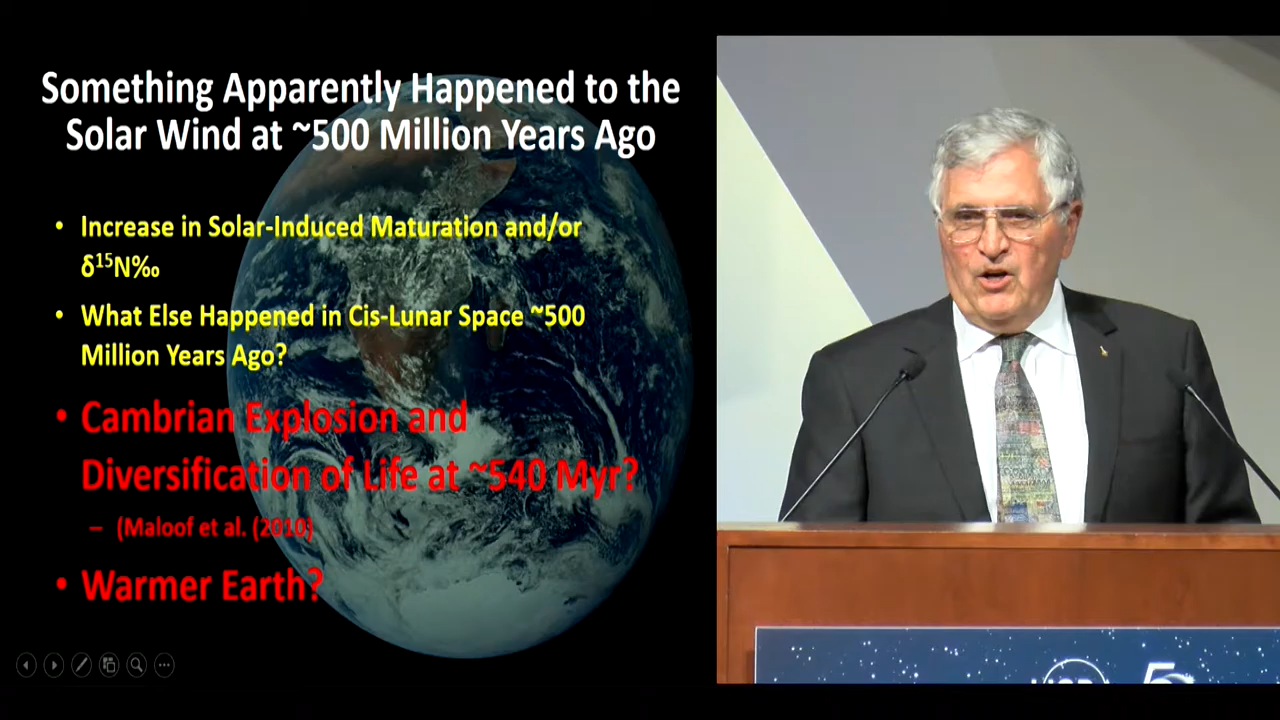 Something Apparently Happened to the
Solar Wind at ~500 Million Years Ago
• Increase in Solar-Induced Maturation and/or
δ¹⁵N‰
• What Else Happened in Cis-Lunar Space ~500
Million Years Ago?
• Cambrian Explosion and
Diversification of Life at ~540 Myr?
– (Maloof et al. (2010)
• Warmer Earth?